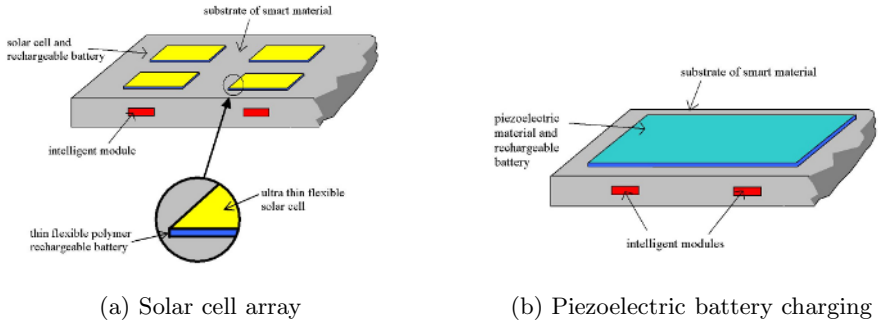 substrate of smart material
solar cell and
rechargeable battery
intelligent module
ultra thin flexible
solar cell
thin flexible polymer
rechargeable battery
(a) Solar cell array
substrate of smart material
piezoelectric
material and
rechargeable
battery
intelligent modules
(b) Piezoelectric battery charging